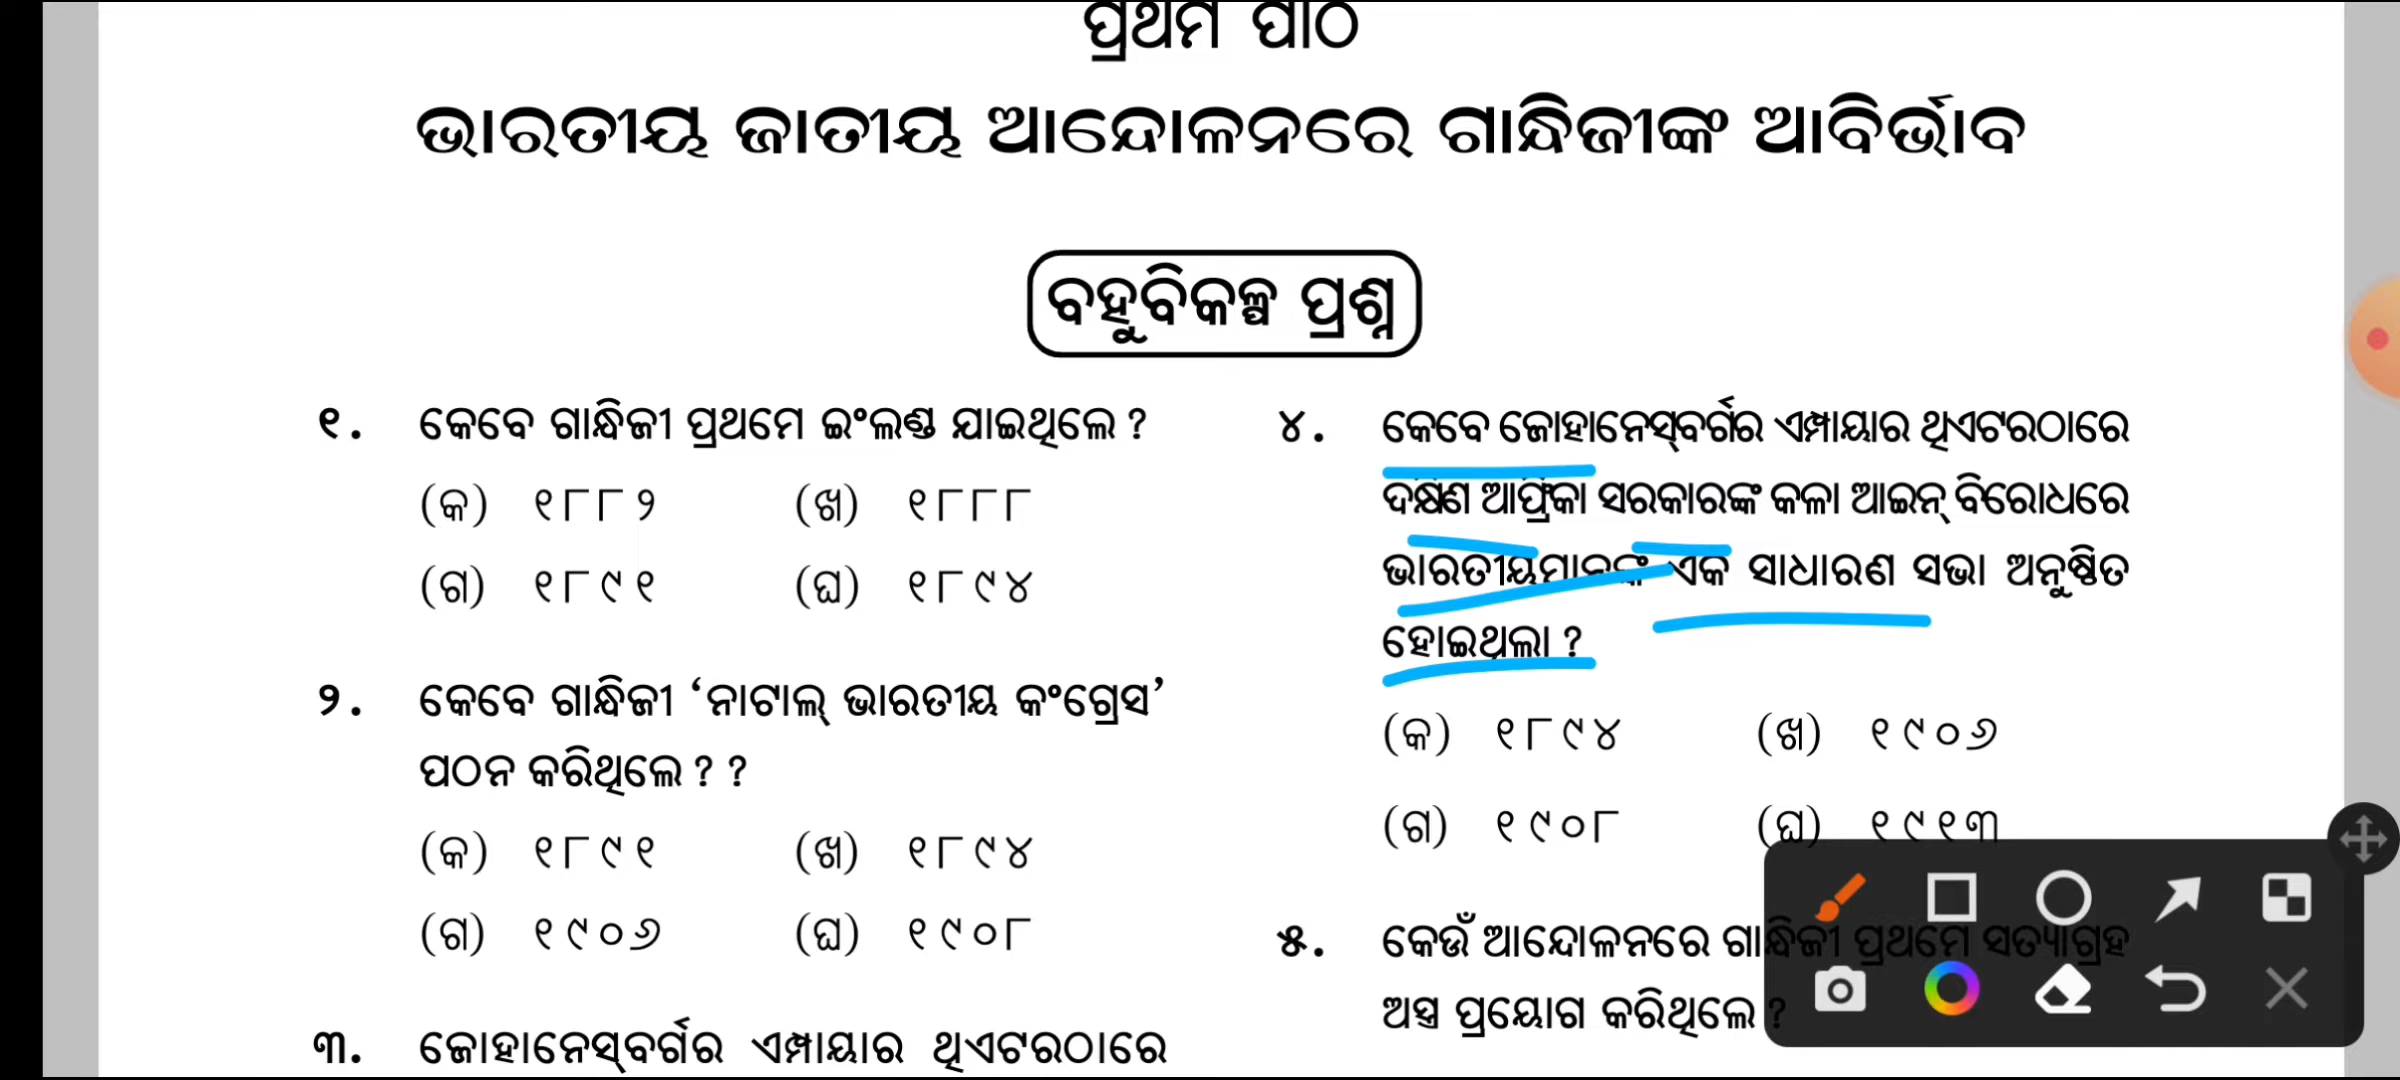 ପ୍ରଥମ ପାଠ
ଭାରତୀୟ ଜାତୀୟ ଆନ୍ଦୋଳନରେ ଗାନ୍ଧିଜୀଙ୍କ ଆବିର୍ଭାବ
ବହୁବିକଳ୍ପ ପ୍ରଶ୍ନ
୧. କେବେ ଗାନ୍ଧିଜୀ ପ୍ରଥମେ ଇଂଲଣ୍ଡ ଯାଇଥିଲେ ?
(କ) ୧୮୮୨ (ଖ) ୧୮୮୮
(ଗ) ୧୮୯୧ (ଘ) ୧୮୯୪
୨. କେବେ ଗାନ୍ଧିଜୀ ‘ନାଟାଲ୍ ଭାରତୀୟ କଂଗ୍ରେସ’
ପଠନ କରିଥିଲେ ? ?
(କ) ୧୮୯୧ (ଖ) ୧୮୯୪
(ଗ) ୧୯୦୬ (ଘ) ୧୯୦୮
୩. ଜୋହାନେସ୍‌ବର୍ଗର ଏମ୍ପାୟାର ଥିଏଟରଠାରେ
୪. କେବେ ଜୋହାନେସ୍‌ବର୍ଗର ଏମ୍ପାୟାର ଥିଏଟରଠାରେ
ଦକ୍ଷିଣ ଆଫ୍ରିକା ସରକାରଙ୍କ କଳା ଆଇନ୍ ବିରୋଧରେ
ଭାରତୀୟମାନଙ୍କ ଏକ ସାଧାରଣ ସଭା ଅନୁଷ୍ଠିତ
ହୋଇଥିଲା ?
(କ) ୧୮୯୪ (ଖ) ୧୯୦୬
(ଗ) ୧୯୦୮ (ଘ) ୧୯୧୩
୫. କେଉଁ ଆନ୍ଦୋଳନରେ ଗାନ୍ଧିଜୀ ପ୍ରଥମେ ସତ୍ୟାଗ୍ରହ
ଅସ୍ତ୍ର ପ୍ରୟୋଗ କରିଥିଲେ ?